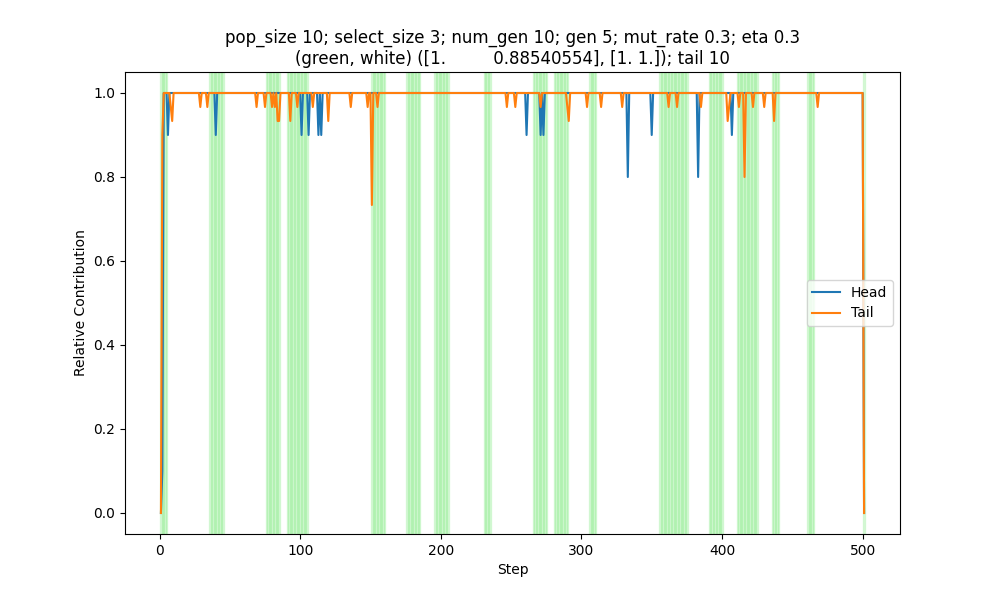 pop_size 10; select_size 3; num_gen 10; gen 5; mut_rate 0.3; eta 0.3
(green, white) ([1.         0.88540554], [1. 1.]); tail 10
Relative Contribution
1.0
0.8
0.6
0.4
0.2
0.0
Head
Tail
0
100
200
300
400
500
Step